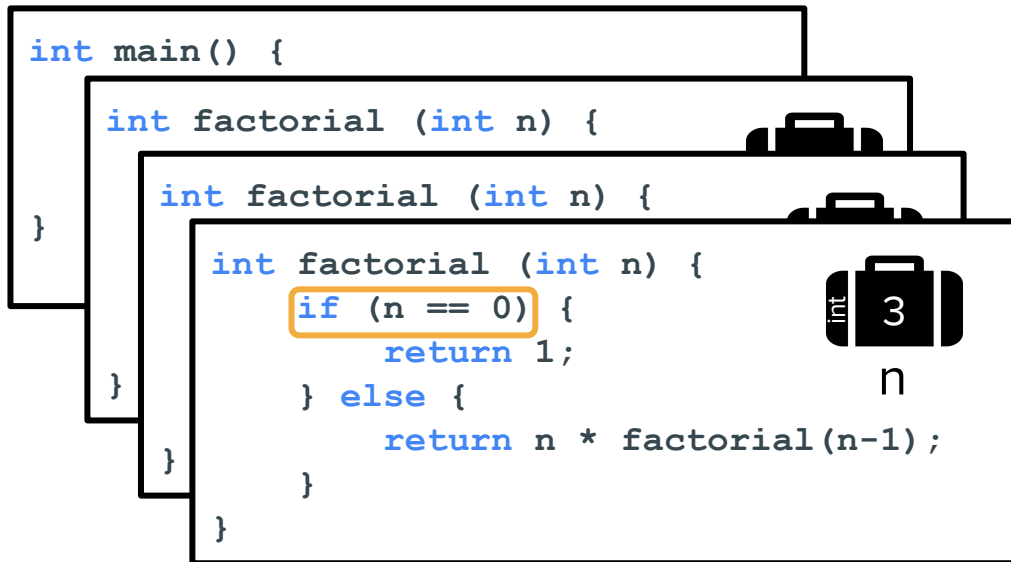 int main() {
}
int factorial (int n) {
}
int factorial (int n) {
}
int factorial (int n) {
if (n == 0) {
return 1;
} else {
return n * factorial(n-1);
}
}
int
3
n